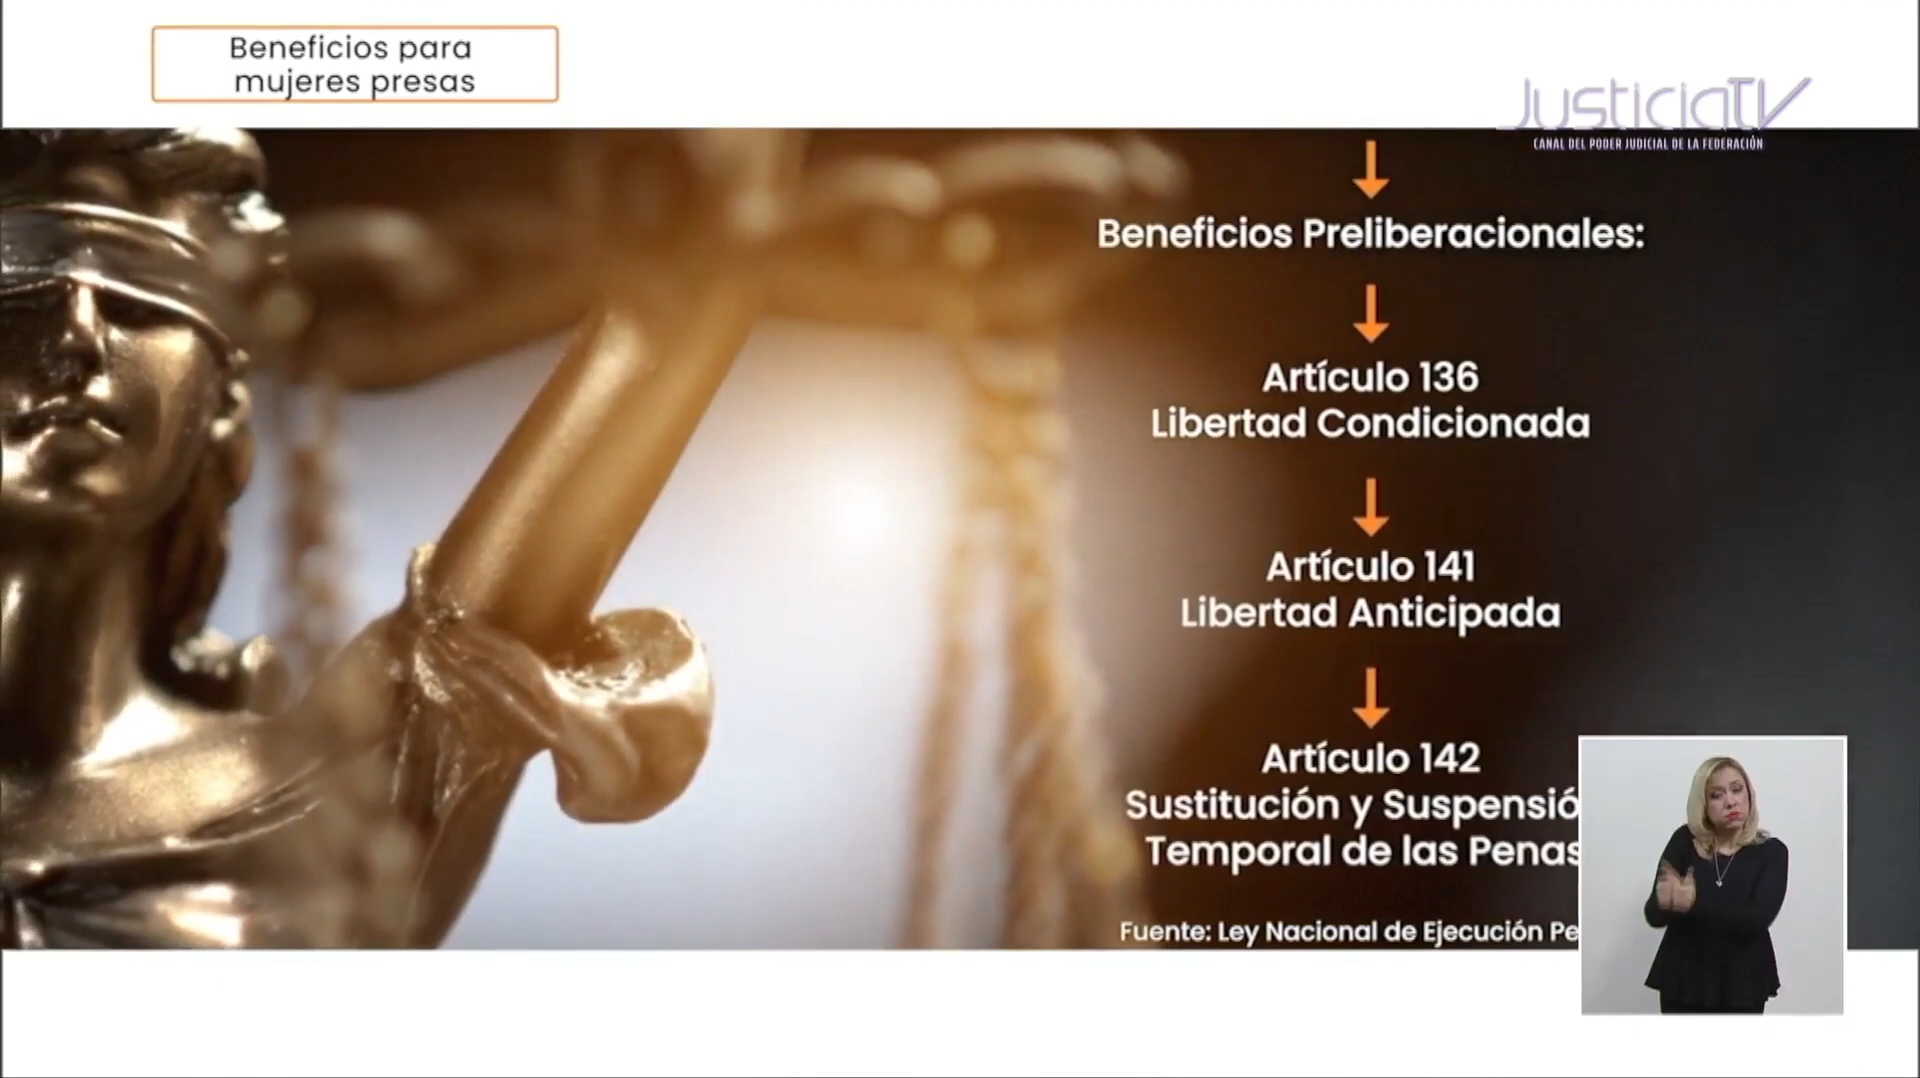 Beneficios para
mujeres presas
JusticiaTV
CANAL DEL PODER JUDICIAL DE LA FEDERACIÓN
Beneficios Preliberacionales:
Artículo 136
Libertad Condicionada
Artículo 141
Libertad Anticipada
Artículo 142
Sustitución y Suspensió
Temporal de las Penas
Fuente: Ley Nacional de Ejecución Pe